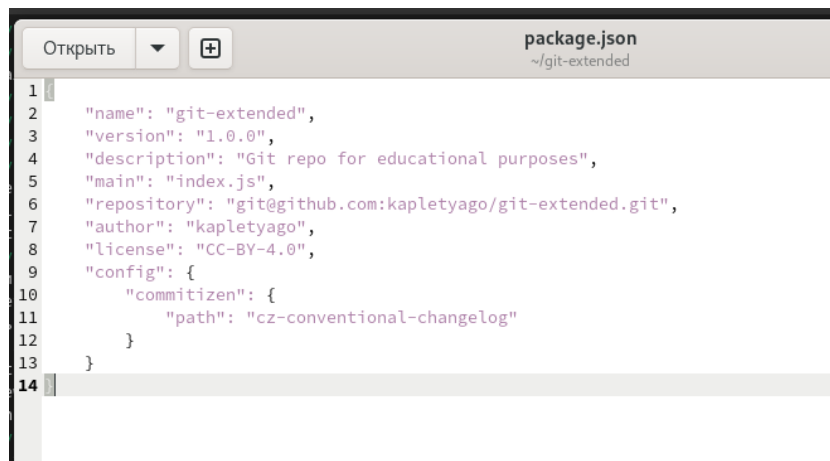 Открыть
package.json
~/git-extended
1 {
2     "name": "git-extended",
3     "version": "1.0.0",
4     "description": "Git repo for educational purposes",
5     "main": "index.js",
6     "repository": "git@github.com:kapletyago/git-extended.git",
7     "author": "kapletyago",
8     "license": "CC-BY-4.0",
9     "config": {
10         "commitizen": {
11             "path": "cz-conventional-changelog"
12         }
13     }
14 }